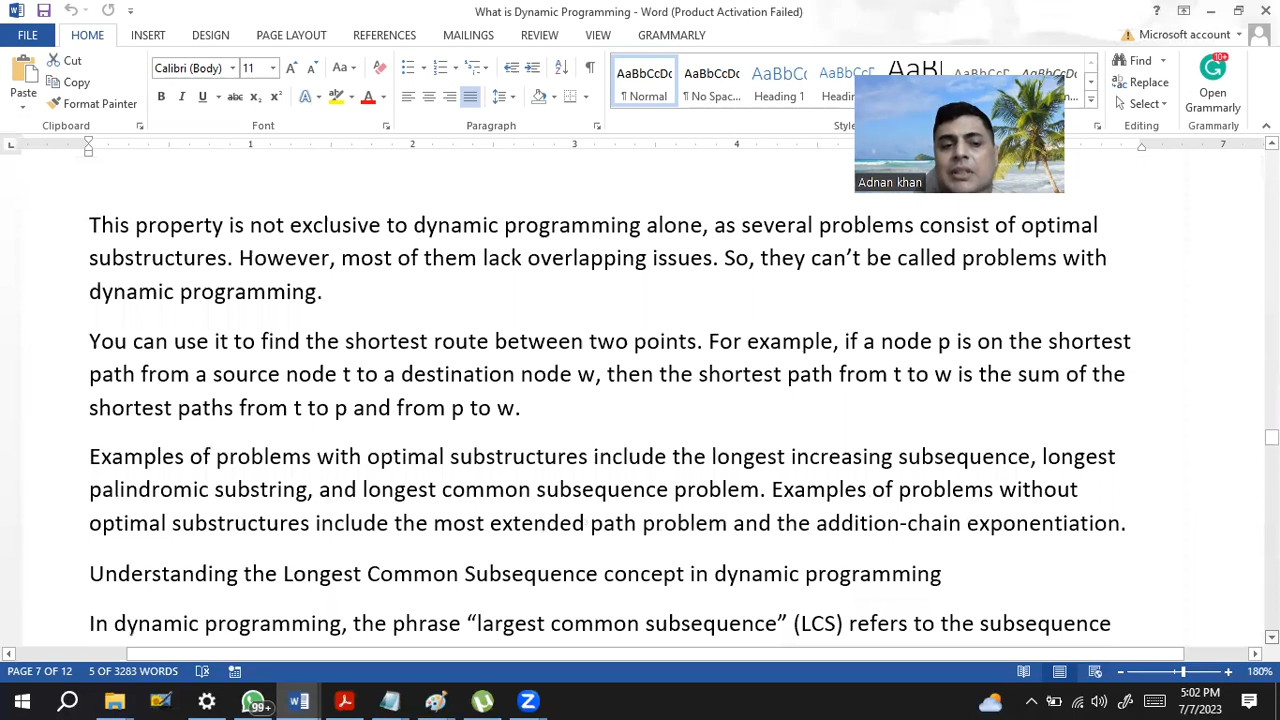 What is Dynamic Programming - Word (Product Activation Failed)
FILE HOME INSERT DESIGN PAGE LAYOUT REFERENCES MAILINGS REVIEW VIEW GRAMMARLY Microsoft account
Cut
Copy
Format Painter
Paste
Clipboard
Calibri (Body) 11
Font
Paragraph
AaBbCcDc AaBbCcDc AaBbCc
¶ Normal ¶ No Spac... Heading 1
Find
Replace
Select
Editing
Open
Grammarly
Grammarly
1 2 3 4 7
Adnan khan
This property is not exclusive to dynamic programming alone, as several problems consist of optimal
substructures. However, most of them lack overlapping issues. So, they can’t be called problems with
dynamic programming.
You can use it to find the shortest route between two points. For example, if a node p is on the shortest
path from a source node t to a destination node w, then the shortest path from t to w is the sum of the
shortest paths from t to p and from p to w.
Examples of problems with optimal substructures include the longest increasing subsequence, longest
palindromic substring, and longest common subsequence problem. Examples of problems without
optimal substructures include the most extended path problem and the addition-chain exponentiation.
Understanding the Longest Common Subsequence concept in dynamic programming
In dynamic programming, the phrase “largest common subsequence” (LCS) refers to the subsequence
PAGE 7 OF 12 5 OF 3283 WORDS 180%
99+
5:02 PM
7/7/2023